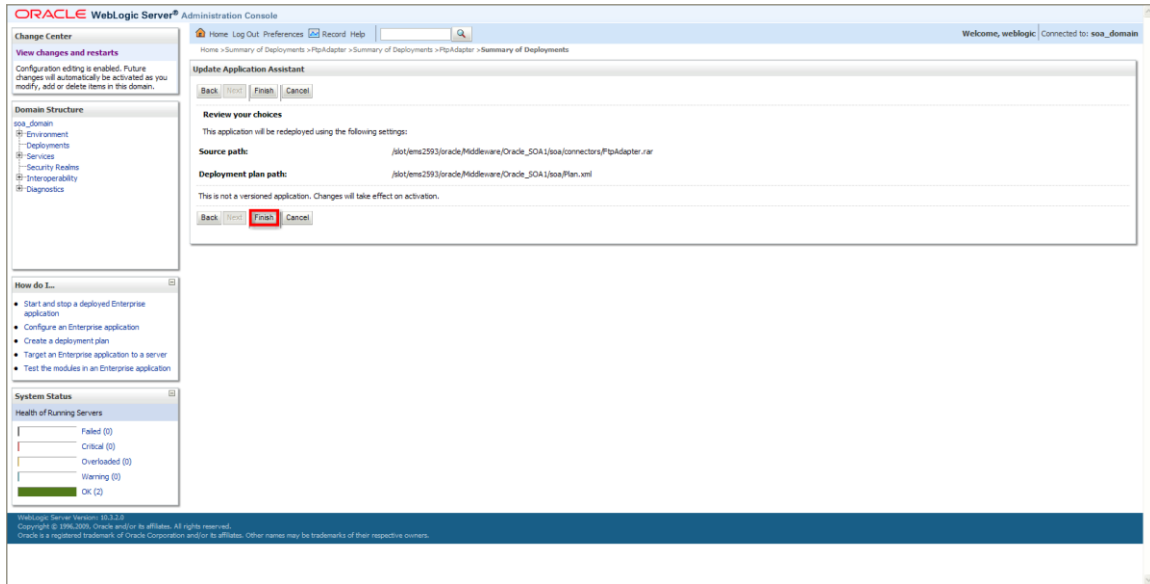 ORACLE WebLogic Server® Administration Console
Change Center
View changes and restarts
Configuration editing is enabled. Future
changes will automatically be activated as you
modify, add or delete items in this domain.
Domain Structure
soa_domain
Environment
Deployments
Services
Security Realms
Interoperability
Diagnostics
How do I...
Start and stop a deployed Enterprise
application
Configure an Enterprise application
Create a deployment plan
Target an Enterprise application to a server
Test the modules in an Enterprise application
System Status
Health of Running Servers
Failed (0)
Critical (0)
Overloaded (0)
Warning (0)
OK (2)
Home Log Out Preferences Record Help
Welcome, weblogic Connected to: soa_domain
Home >Summary of Deployments >FtpAdapter >Summary of Deployments >FtpAdapter >Summary of Deployments
Update Application Assistant
Back Next Finish Cancel
Review your choices
This application will be redeployed using the following settings:
Source path: /slot/ems2593/oracle/Middleware/Oracle_SOA1/soa/connectors/FtpAdapter.rar
Deployment plan path: /slot/ems2593/oracle/Middleware/Oracle_SOA1/soa/Plan.xml
This is not a versioned application. Changes will take effect on activation.
Back Next Finish Cancel
WebLogic Server Version: 10.3.2.0
Copyright © 1996,2009, Oracle and/or its affiliates. All rights reserved.
Oracle is a registered trademark of Oracle Corporation and/or its affiliates. Other names may be trademarks of their respective owners.